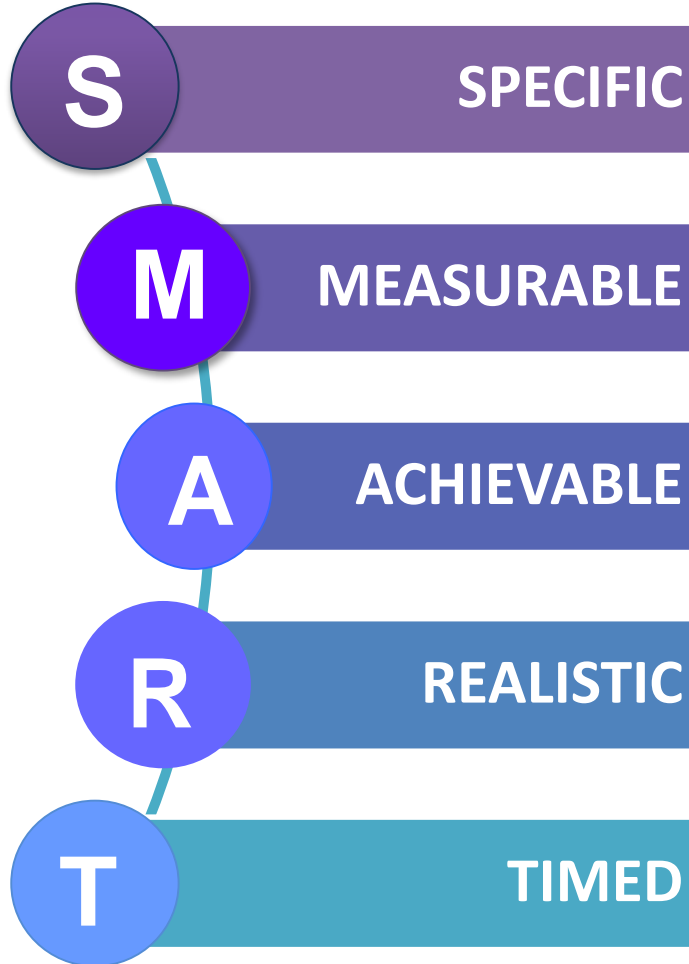 S SPECIFIC
M MEASURABLE
A ACHIEVABLE
R REALISTIC
T TIMED